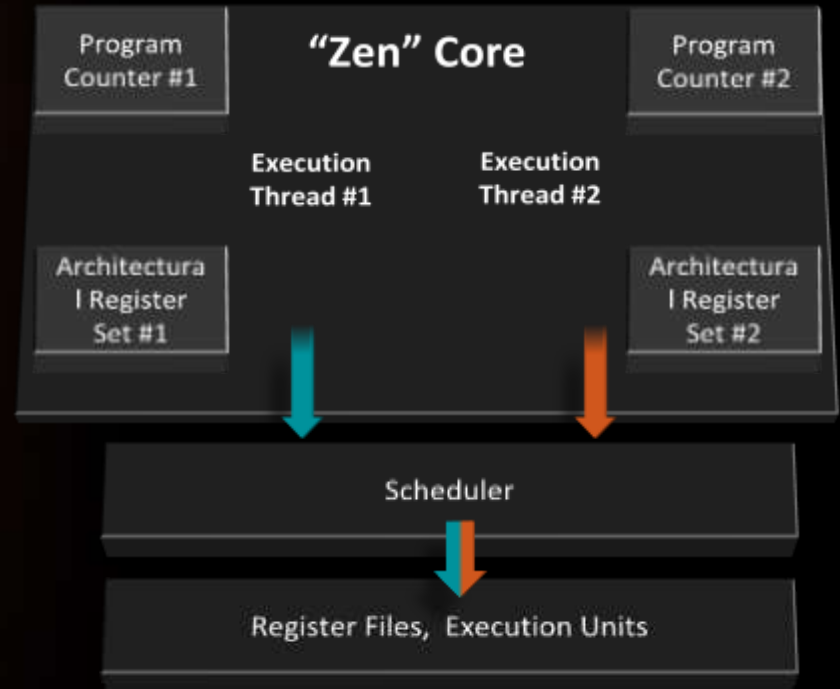 Program
Counter #1
“Zen” Core
Program
Counter #2
Execution
Thread #1
Execution
Thread #2
Architectura
l Register
Set #1
Architectura
l Register
Set #2
Scheduler
Register Files, Execution Units